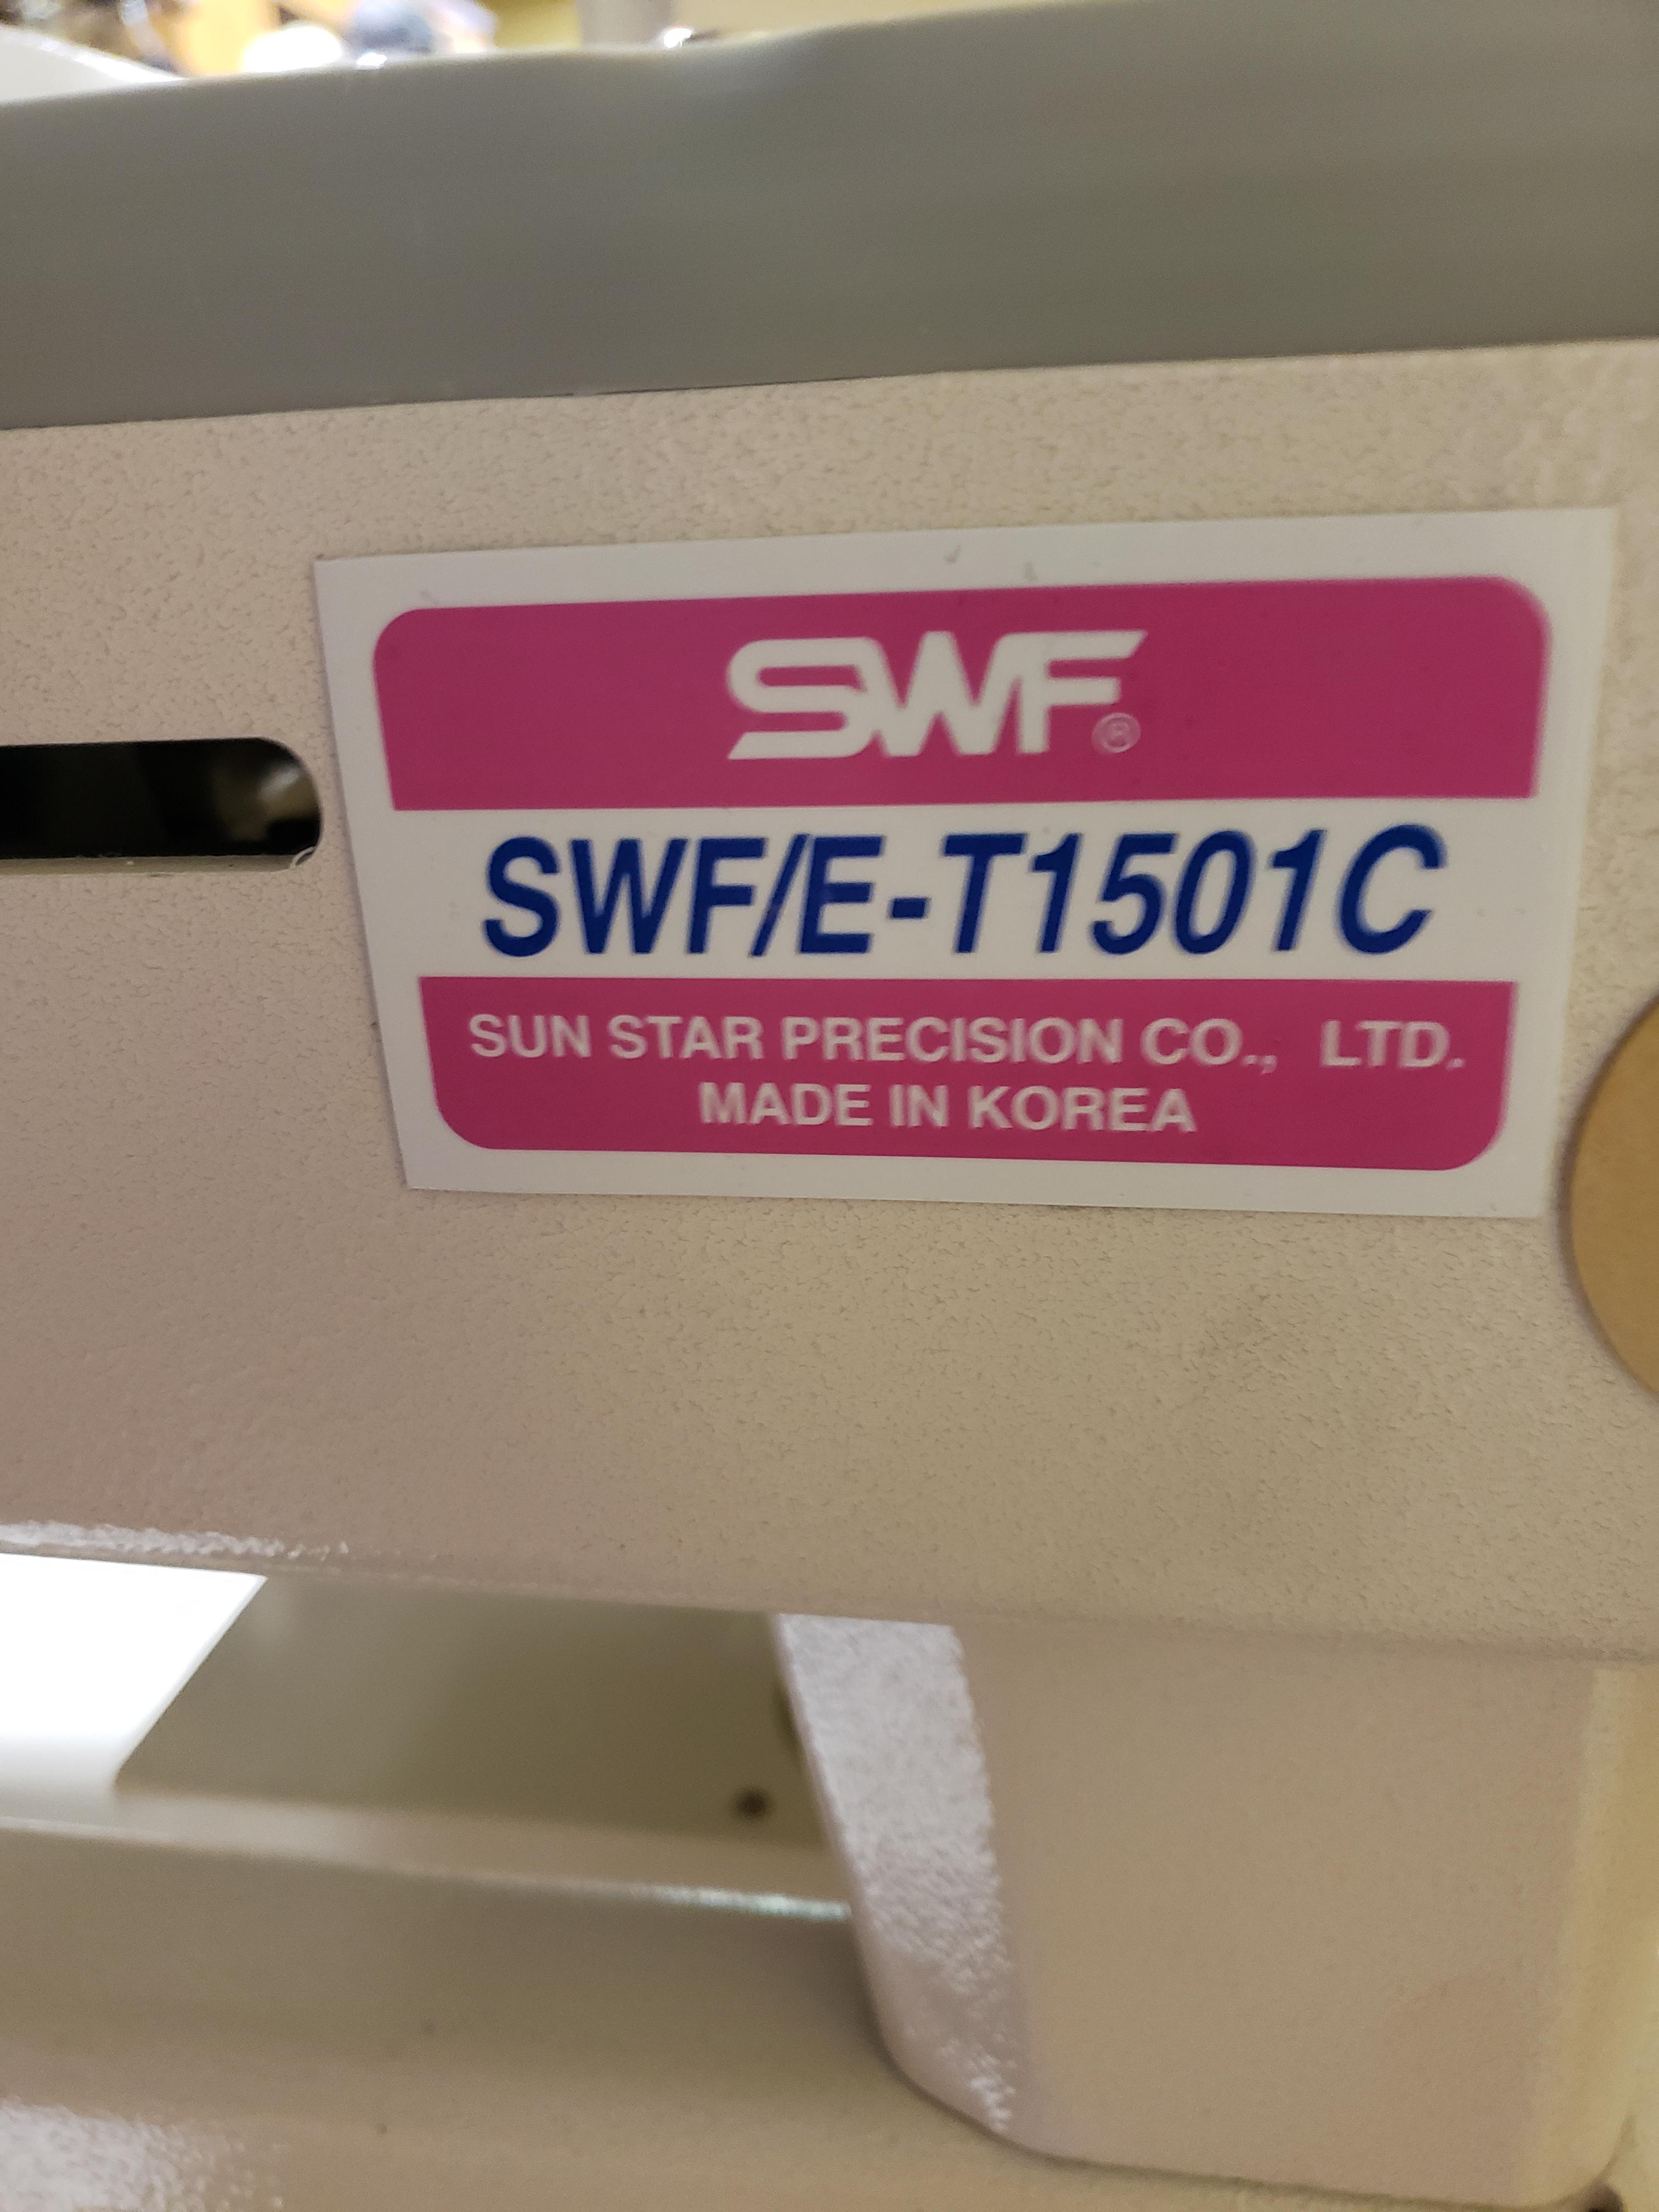 SWF®
SWF/E-T1501C
SUN STAR PRECISION CO., LTD.
MADE IN KOREA